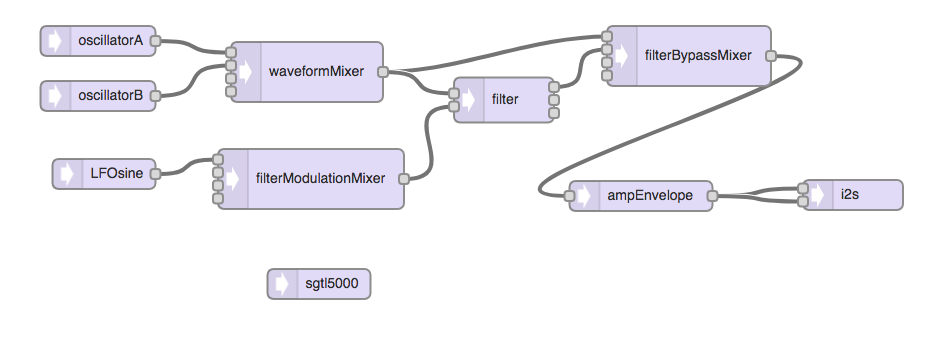 oscillatorA
filterBypassMixer
waveformMixer
oscillatorB
filter
LFOsine
filterModulationMixer
ampEnvelope
i2s
sgtl5000